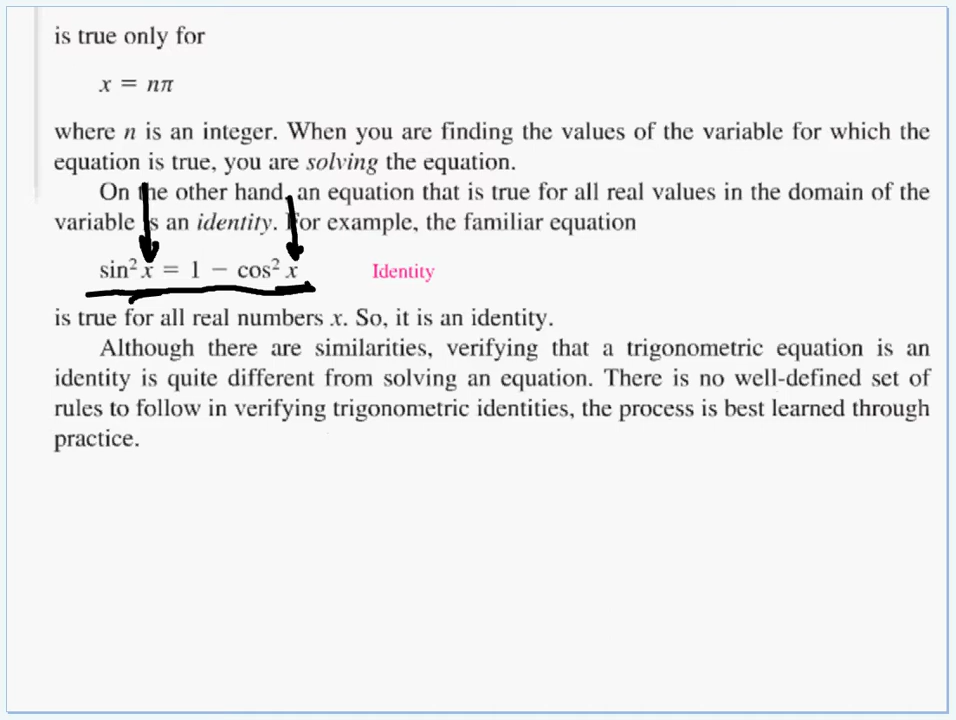 is true only for
x = nπ
where n is an integer. When you are finding the values of the variable for which the
equation is true, you are solving the equation.
On the other hand, an equation that is true for all real values in the domain of the
variable is an identity. For example, the familiar equation
sin² x = 1 − cos² x Identity
is true for all real numbers x. So, it is an identity.
Although there are similarities, verifying that a trigonometric equation is an
identity is quite different from solving an equation. There is no well-defined set of
rules to follow in verifying trigonometric identities, the process is best learned through
practice.